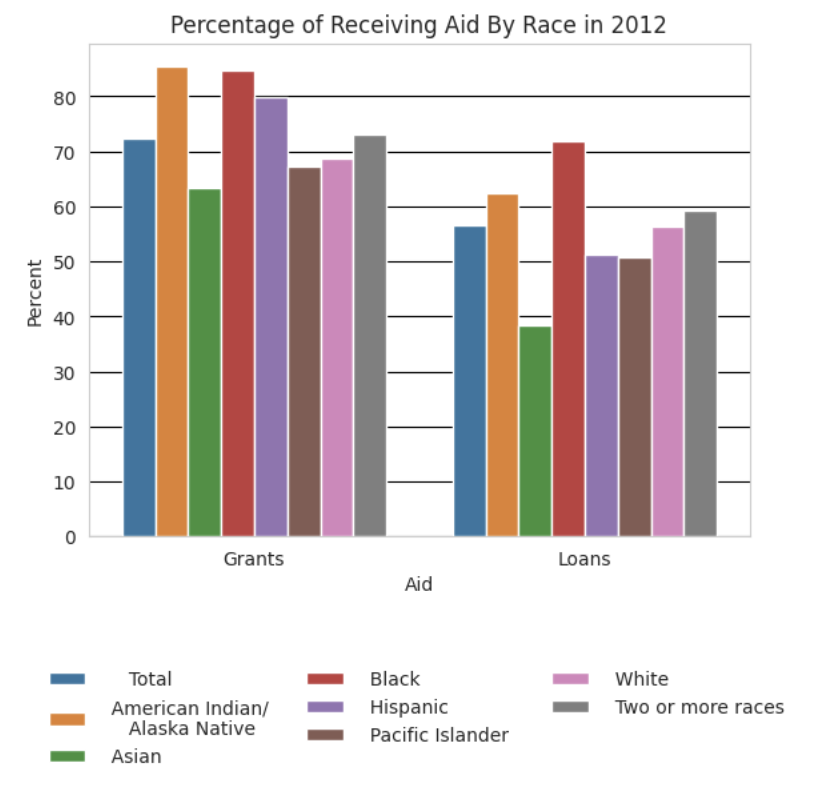 Percentage of Receiving Aid By Race in 2012
80
70
60
50
40
30
20
10
0
Percent
Grants
Loans
Aid
Total
American Indian/
Alaska Native
Asian
Black
Hispanic
Pacific Islander
White
Two or more races